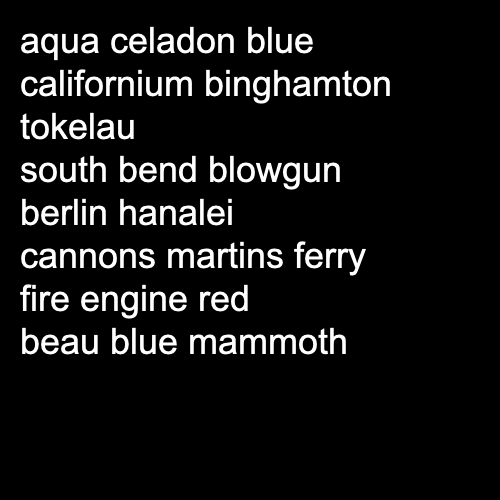 aqua celadon blue
californium binghamton
tokelau
south bend blowgun
berlin hanalei
cannons martins ferry
fire engine red
beau blue mammoth